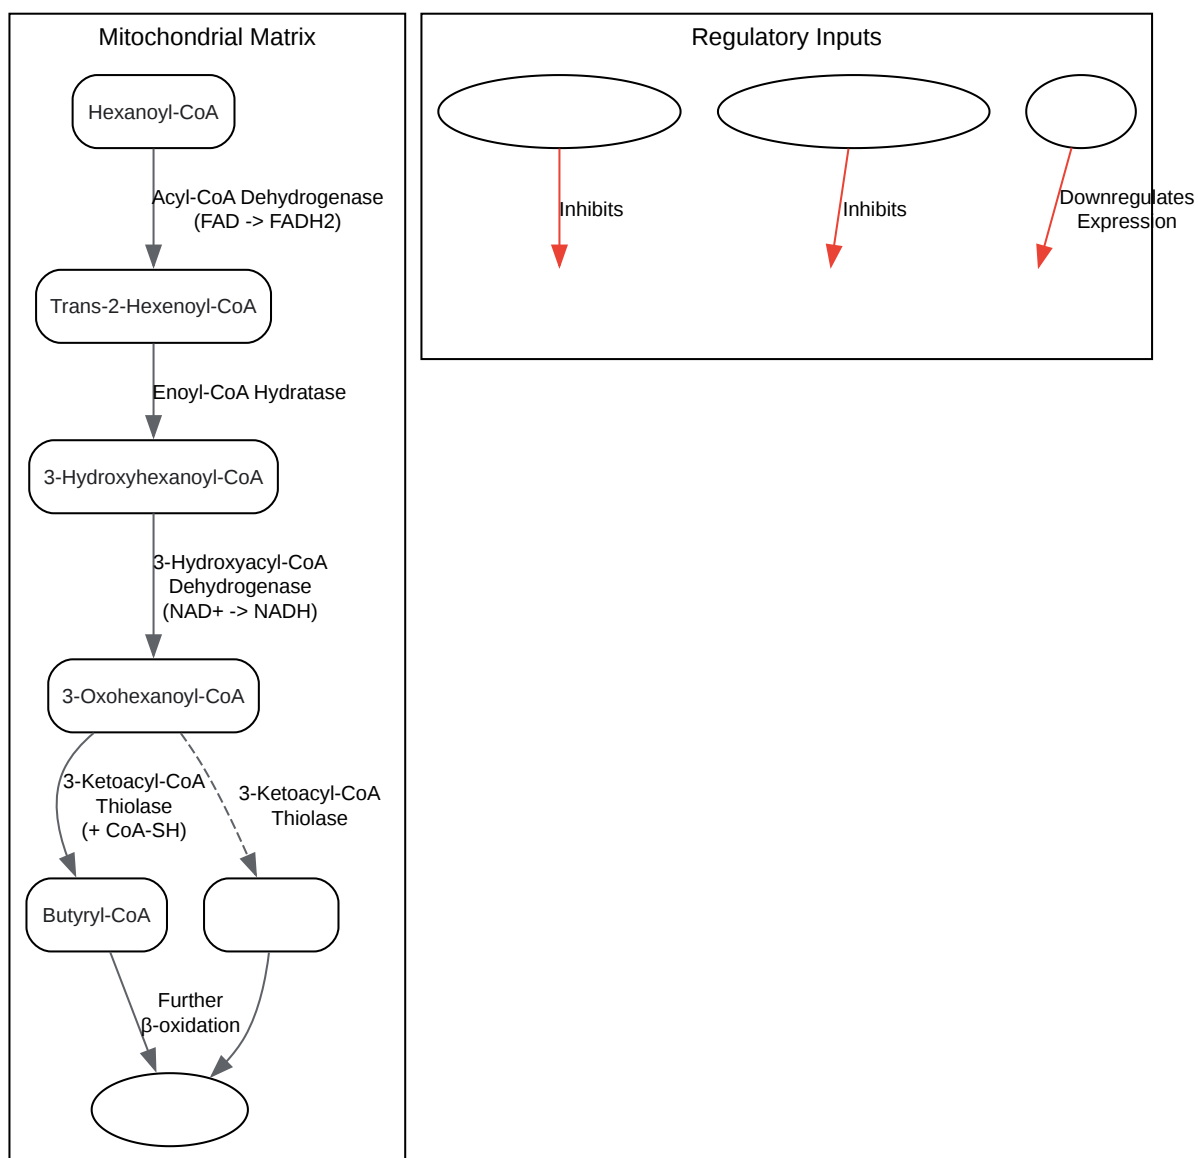 Mitochondrial Matrix
Hexanoyl-CoA
Acyl-CoA Dehydrogenase
(FAD -> FADH2)
Trans-2-Hexenoyl-CoA
Enoyl-CoA Hydratase
3-Hydroxyhexanoyl-CoA
3-Hydroxyacyl-CoA
Dehydrogenase
(NAD+ -> NADH)
3-Oxohexanoyl-CoA
3-Ketoacyl-CoA
Thiolase
(+ CoA-SH)
3-Ketoacyl-CoA
Thiolase
Butyryl-CoA
Further
β-oxidation
Regulatory Inputs
Inhibits
Inhibits
Downregulates
Expression